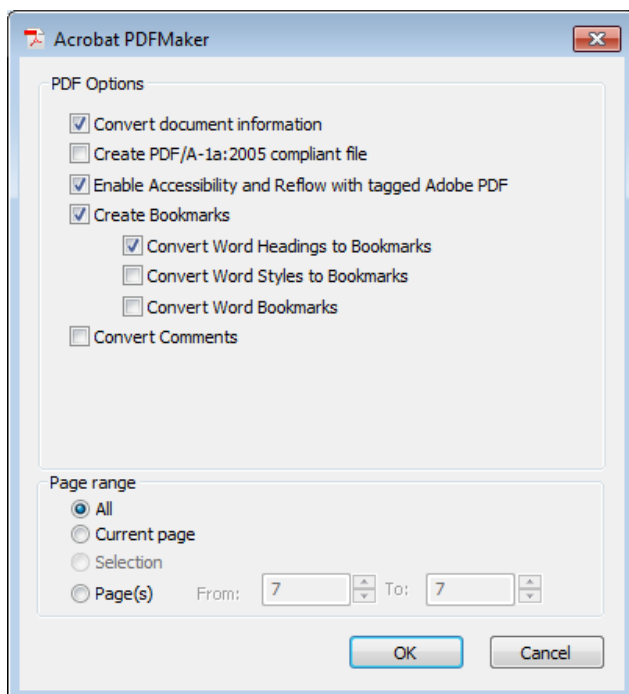 Acrobat PDFMaker
PDF Options
Convert document information
Create PDF/A-1a:2005 compliant file
Enable Accessibility and Reflow with tagged Adobe PDF
Create Bookmarks
Convert Word Headings to Bookmarks
Convert Word Styles to Bookmarks
Convert Word Bookmarks
Convert Comments
Page range
All
Current page
Selection
Page(s) From: 7 To: 7
OK Cancel